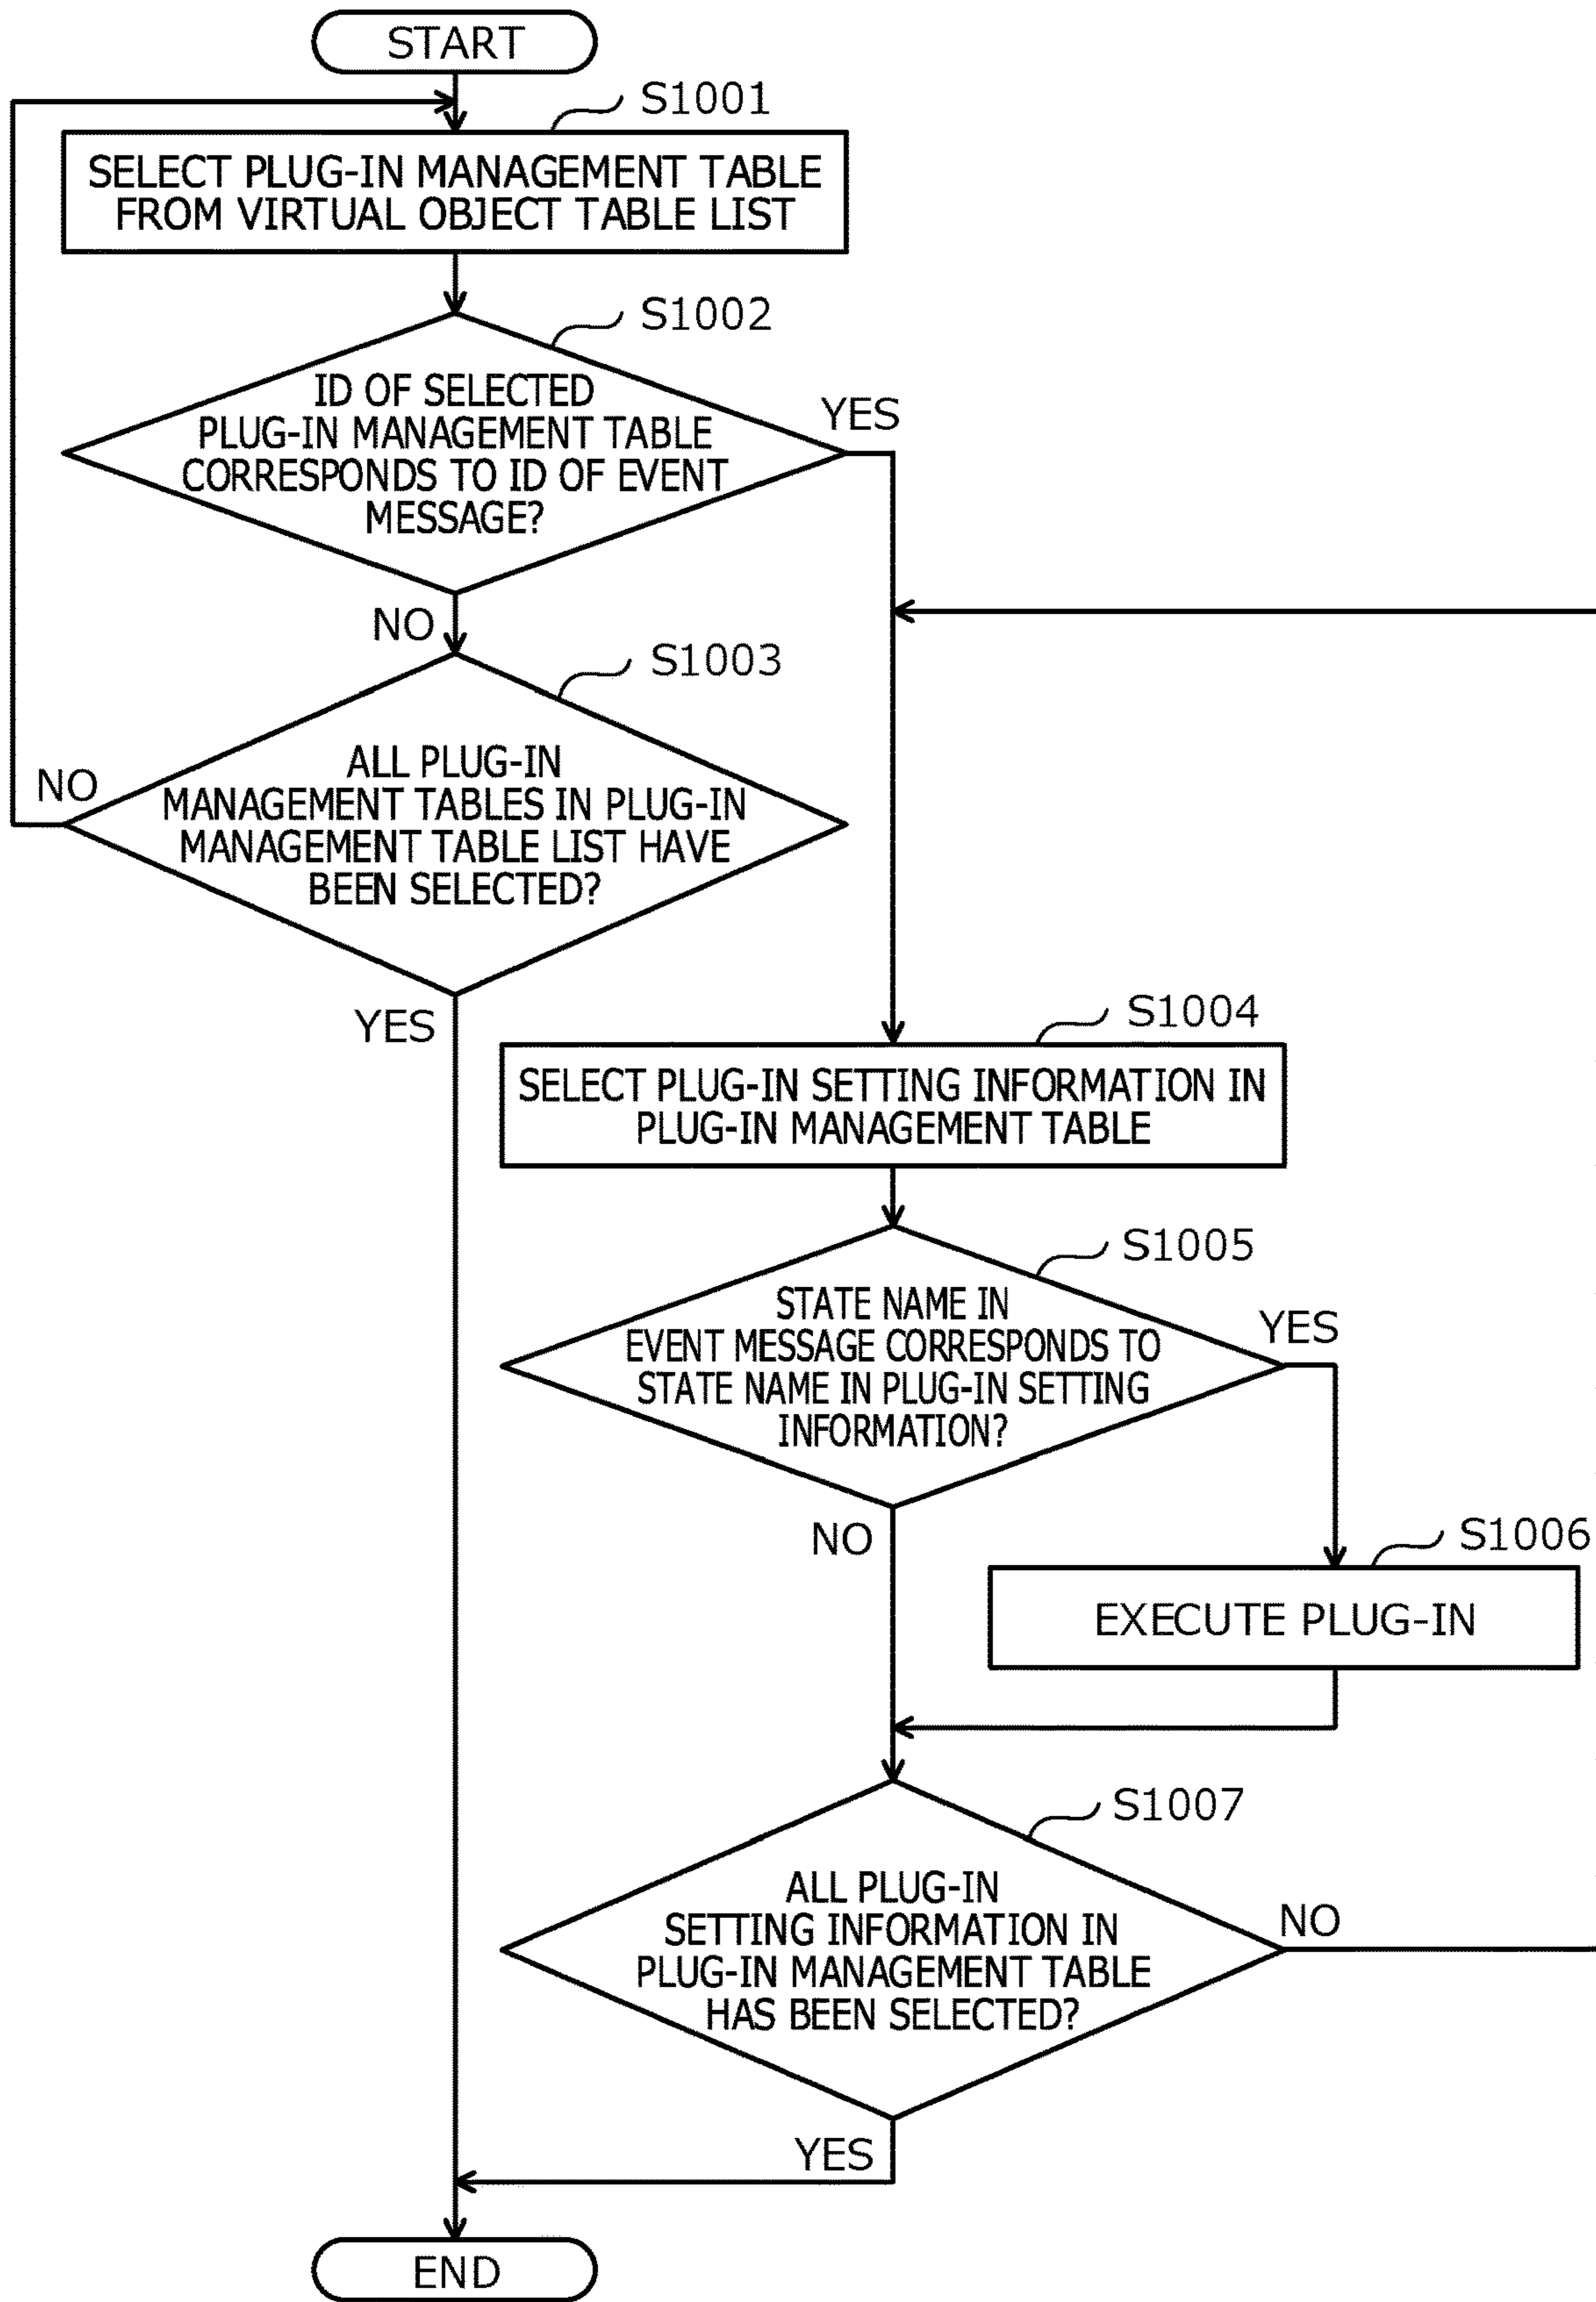 START
S1001
SELECT PLUG-IN MANAGEMENT TABLE
FROM VIRTUAL OBJECT TABLE LIST
S1002
ID OF SELECTED
PLUG-IN MANAGEMENT TABLE
CORRESPONDS TO ID OF EVENT
MESSAGE?
YES
NO
S1003
ALL PLUG-IN
MANAGEMENT TABLES IN PLUG-IN
MANAGEMENT TABLE LIST HAVE
BEEN SELECTED?
NO
YES
S1004
SELECT PLUG-IN SETTING INFORMATION IN
PLUG-IN MANAGEMENT TABLE
S1005
STATE NAME IN
EVENT MESSAGE CORRESPONDS TO
STATE NAME IN PLUG-IN SETTING
INFORMATION?
YES
NO
S1006
EXECUTE PLUG-IN
S1007
ALL PLUG-IN
SETTING INFORMATION IN
PLUG-IN MANAGEMENT TABLE
HAS BEEN SELECTED?
NO
YES
END